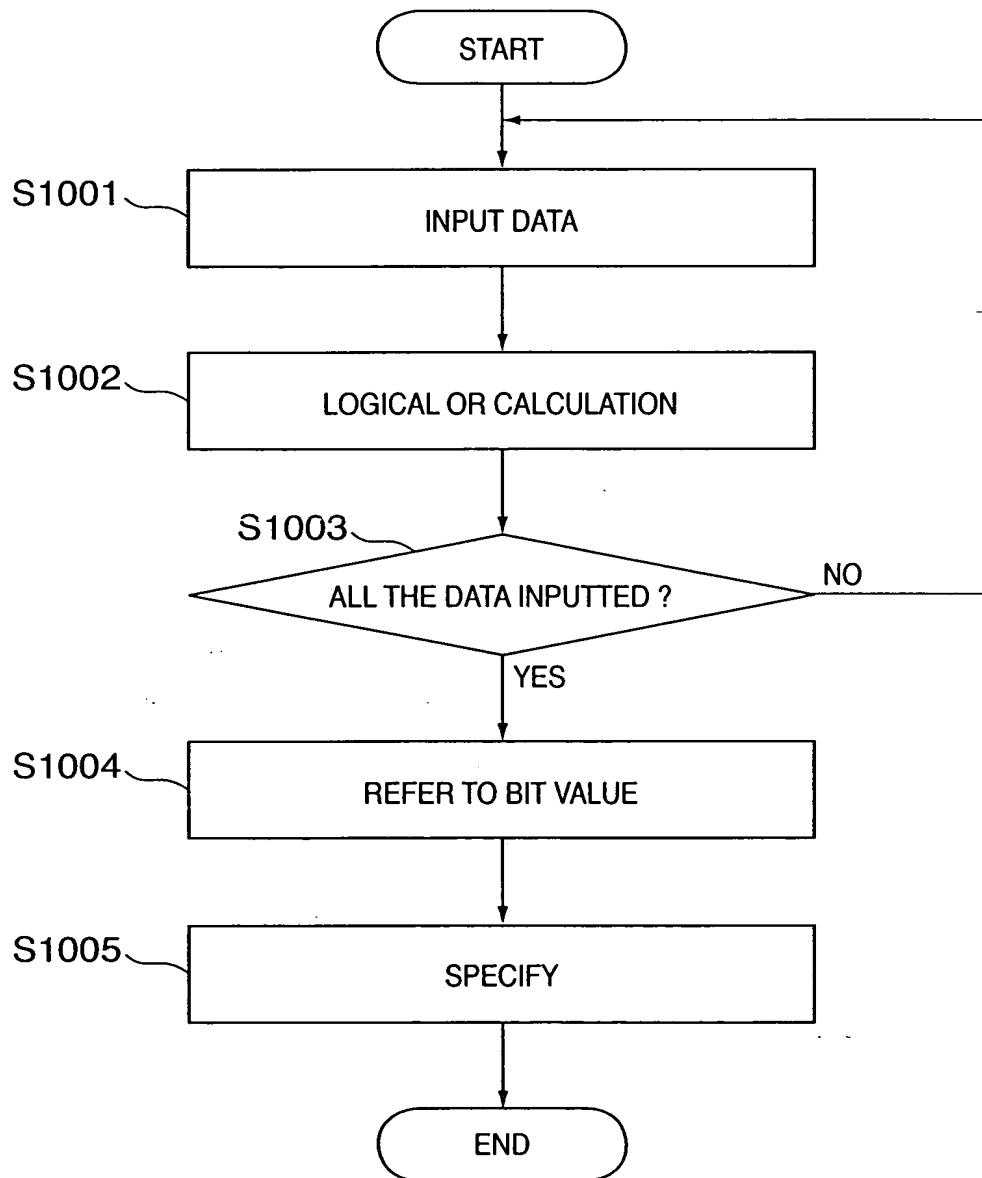 START
S1001
INPUT DATA
S1002
LOGICAL OR CALCULATION
S1003
ALL THE DATA INPUTTED ?
NO
YES
S1004
REFER TO BIT VALUE
S1005
SPECIFY
END